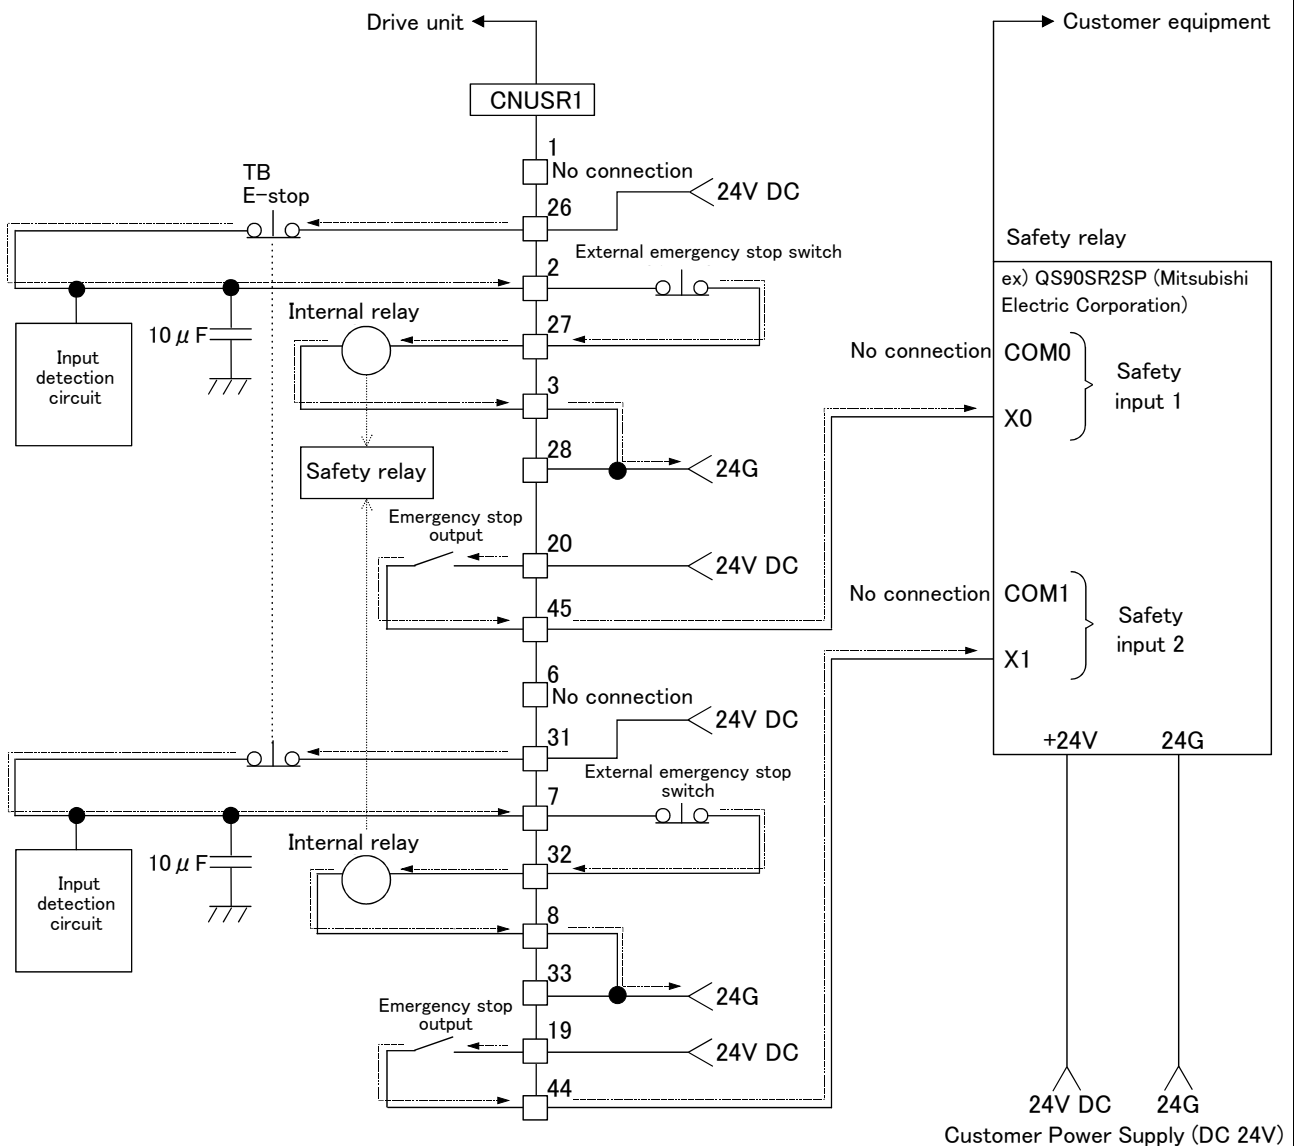 Drive unit
Customer equipment
CNUSR1
1
No connection
TB
E-stop
24V DC
26
External emergency stop switch
2
Safety relay
ex) QS90SR2SP (Mitsubishi
Electric Corporation)
10μF
Internal relay
27
Input
detection
circuit
No connection
COM0
X0
Safety
input 1
3
28
24G
Safety relay
Emergency stop
output
20
24V DC
45
No connection
COM1
X1
Safety
input 2
6
No connection
24V DC
31
+24V
24G
External emergency stop
switch
7
10μF
Internal relay
32
Input
detection
circuit
8
33
24G
Emergency stop
output
19
24V DC
44
24V DC
24G
Customer Power Supply (DC 24V)